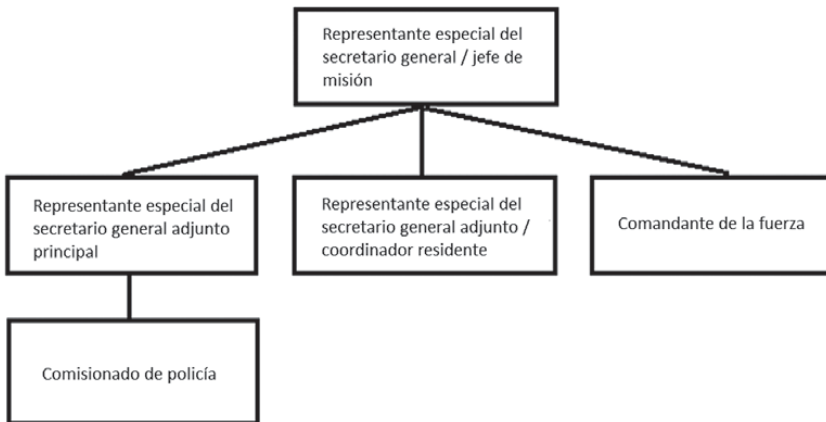 Representante especial del
secretario general / jefe de
misión
Representante especial del
secretario general adjunto
principal
Representante especial del
secretario general adjunto /
coordinador residente
Comandante de la fuerza
Comisionado de policía